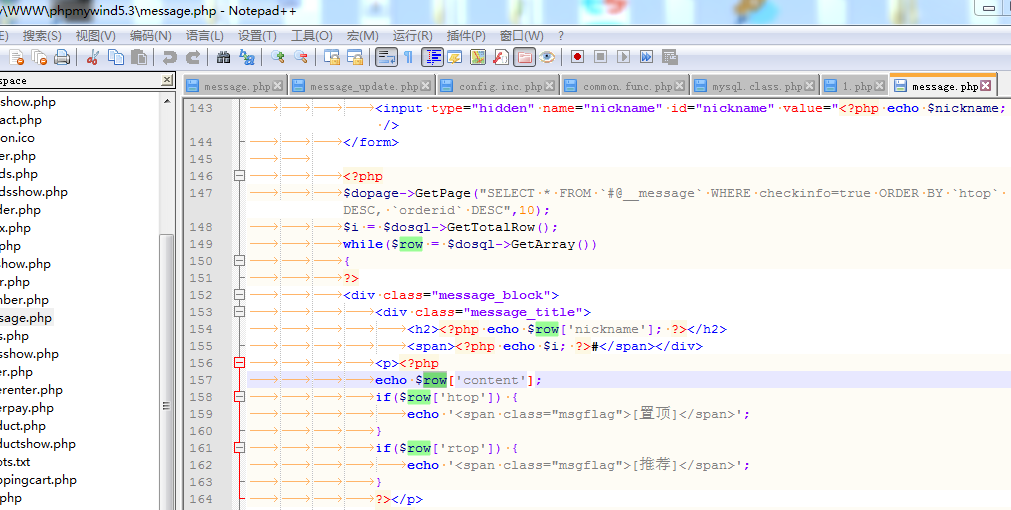 \WWW\phpmywind5.3\message.php - Notepad++
搜索(S) 视图(V) 编码(N) 语言(L) 设置(T) 工具(O) 宏(M) 运行(R) 插件(P) 窗口(W) ?
space
message.php message_update.php config.inc.php common.func.php mysql.class.php 1.php message.php
show.php
act.php
on.ico
er.php
ds.php
dsshow.php
der.php
x.php
.php
show.php
r.php
nber.php
sage.php
s.php
sshow.php
er.php
erenter.php
erpay.php
duct.php
ductshow.php
ots.txt
ppingcart.php
.php
143 <input type="hidden" name="nickname" id="nickname" value="<?php echo $nickname;
/>
144 </form>
145
146 <?php
147 $dopage->GetPage("SELECT * FROM `#@__message` WHERE checkinfo=true ORDER BY `htop`
DESC, `orderid` DESC",10);
148 $i = $dosql->GetTotalRow();
149 while($row = $dosql->GetArray())
150 {
151 ?>
152 <div class="message_block">
153 <div class="message_title">
154 <h2><?php echo $row['nickname']; ?></h2>
155 <span><?php echo $i; ?>#</span></div>
156 <p><?php
157 echo $row['content'];
158 if($row['htop']) {
159 echo '<span class="msgflag">[置顶]</span>';
160 }
161 if($row['rtop']) {
162 echo '<span class="msgflag">[推荐]</span>';
163 }
164 ?></p>